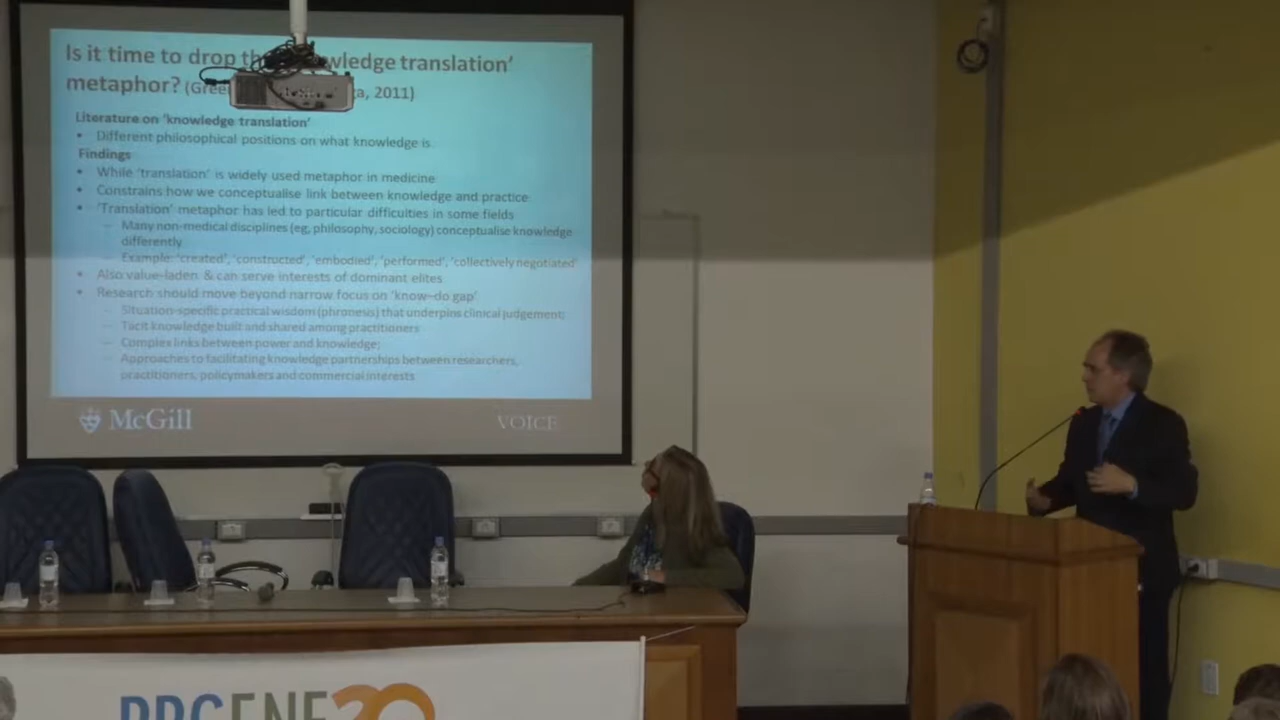 Is it time to drop th wledge translation'
metaphor? (Gree ga, 2011)
Literature on 'knowledge translation'
• Different philosophical positions on what knowledge is
Findings
• While 'translation' is widely used metaphor in medicine
• Constrains how we conceptualise link between knowledge and practice
• 'Translation' metaphor has led to particular difficulties in some fields
– Many non-medical disciplines (eg, philosophy, sociology) conceptualise knowledge
differently
– Example: 'created', 'constructed', 'embodied', 'performed', 'collectively negotiated'
• Also value-laden & can serve interests of dominant elites
• Research should move beyond narrow focus on 'know–do gap'
– Situation-specific practical wisdom (phronesis) that underpins clinical judgement;
– Tacit knowledge built and shared among practitioners
– Complex links between power and knowledge;
– Approaches to facilitating knowledge partnerships between researchers,
practitioners, policymakers and commercial interests
McGill
VOICE
PPGENF20